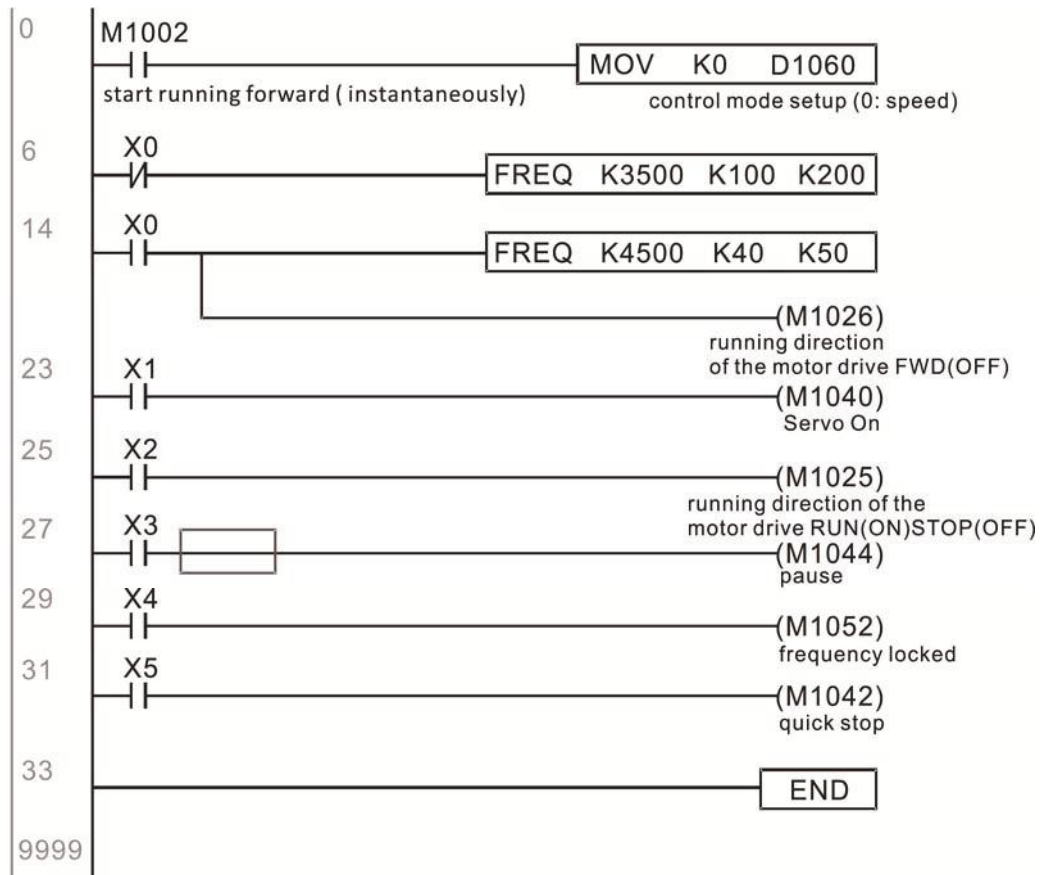 0
M1002
MOV K0 D1060
start running forward ( instantaneously)
control mode setup (0: speed)
6
X0
FREQ K3500 K100 K200
14
X0
FREQ K4500 K40 K50
(M1026)
running direction
of the motor drive FWD(OFF)
23
X1
(M1040)
Servo On
25
X2
(M1025)
running direction of the
motor drive RUN(ON)STOP(OFF)
27
X3
(M1044)
pause
29
X4
(M1052)
frequency locked
31
X5
(M1042)
quick stop
33
END
9999